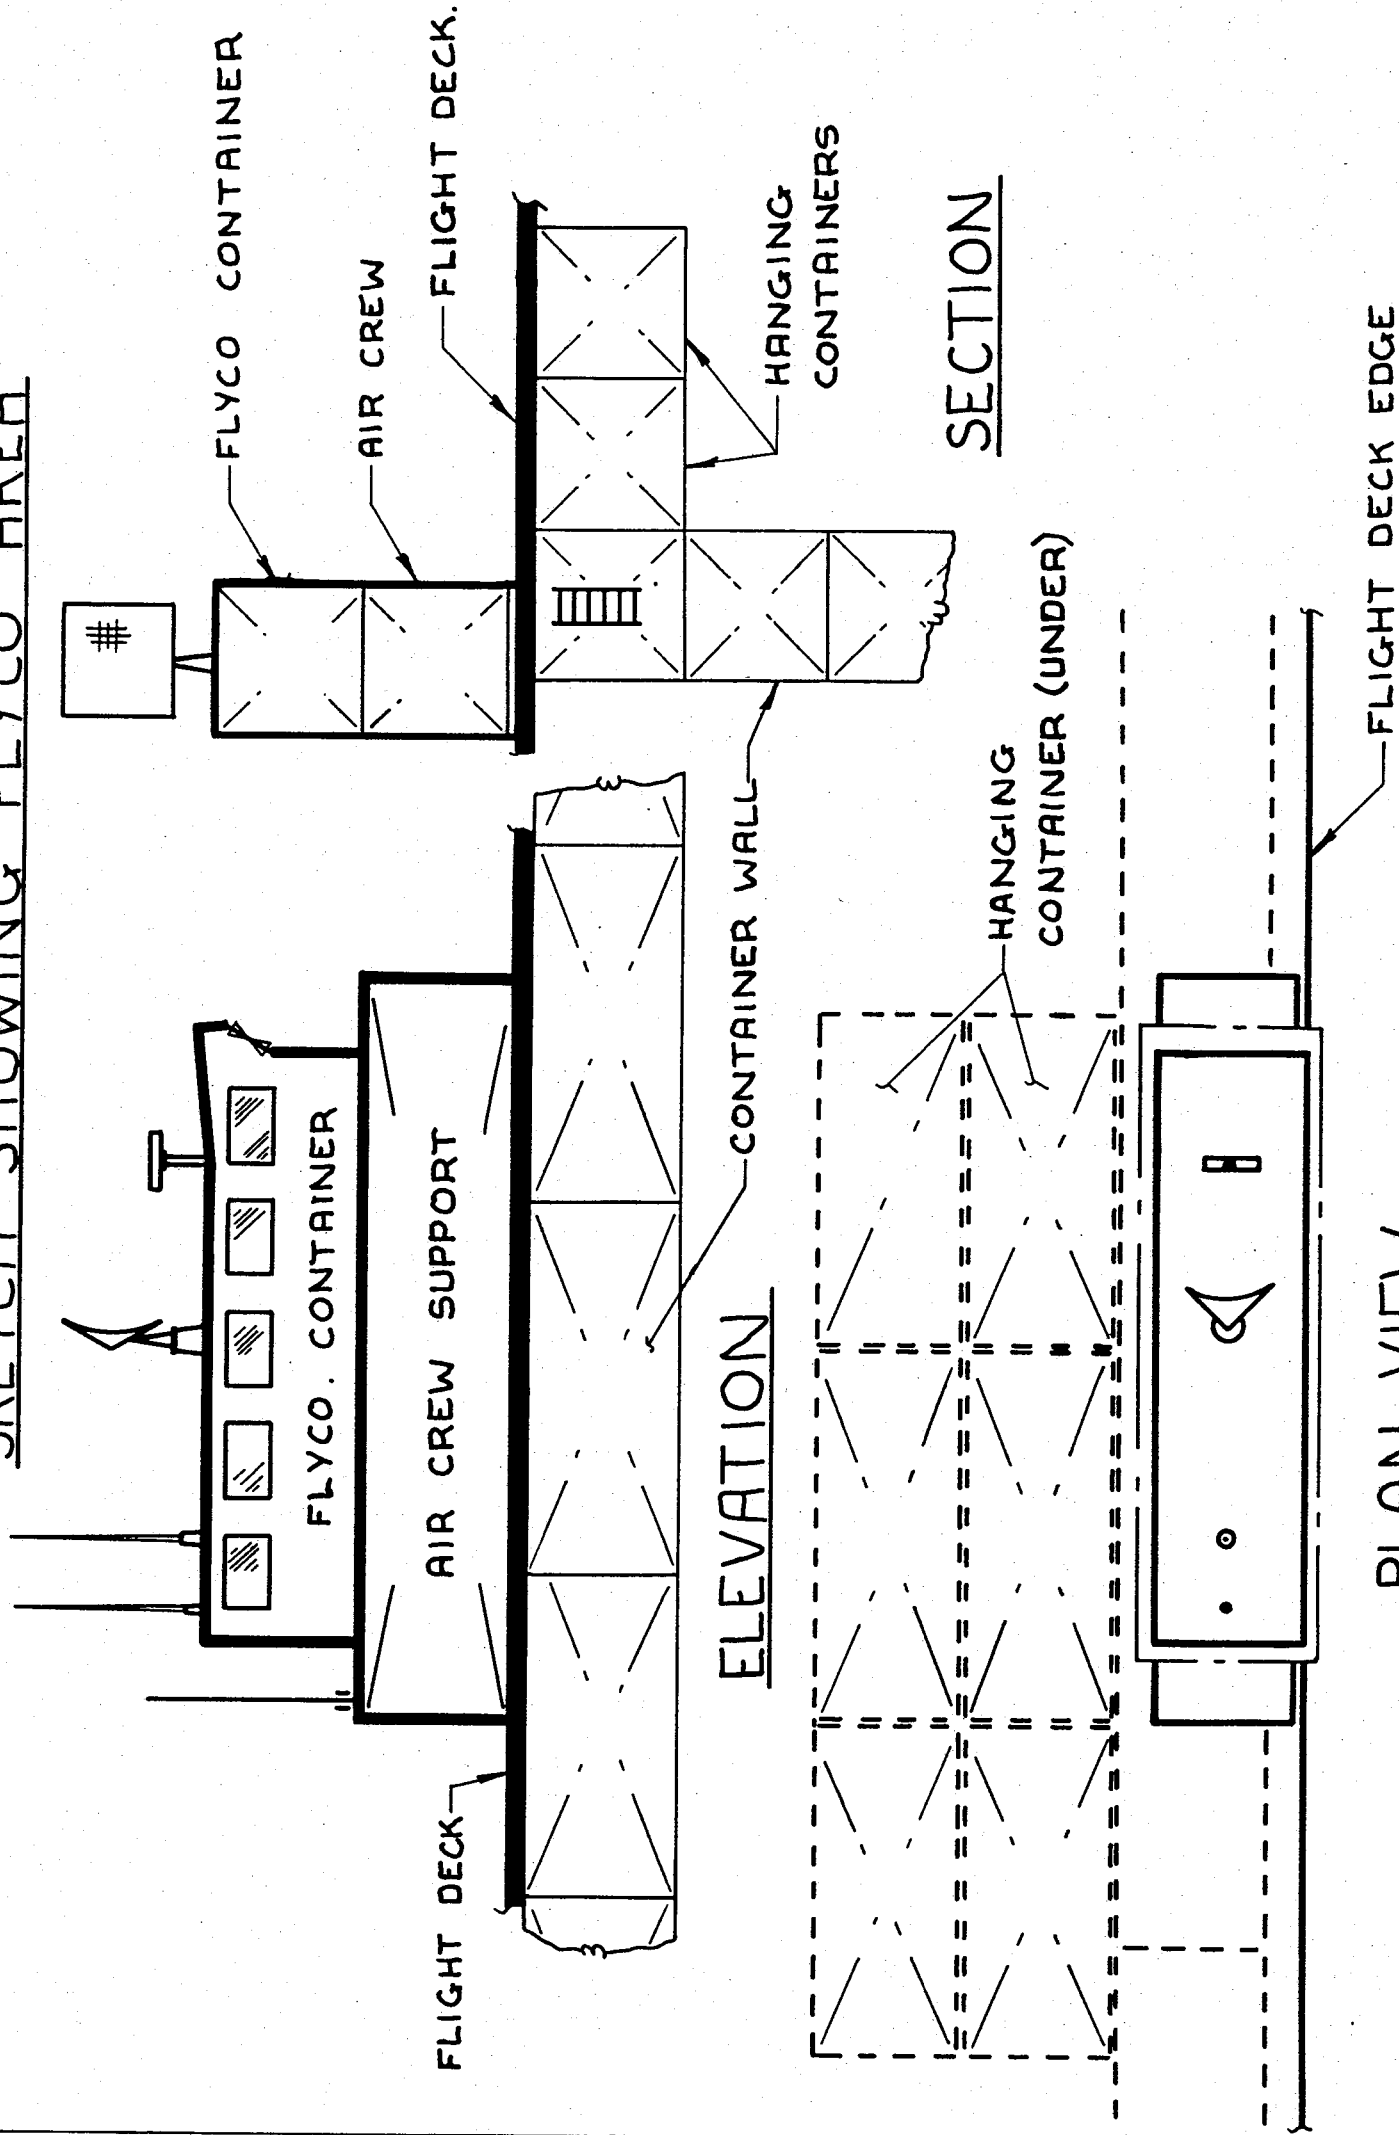 SKETCH SHOWING FLYCO AREA
FLYCO. CONTAINER
AIR CREW SUPPORT
FLIGHT DECK
ELEVATION
CONTAINER WALL
FLYCO CONTAINER
AIR CREW
FLIGHT DECK.
HANGING
CONTAINERS
SECTION
HANGING
CONTAINER (UNDER)
FLIGHT DECK EDGE
PLAN VIEW